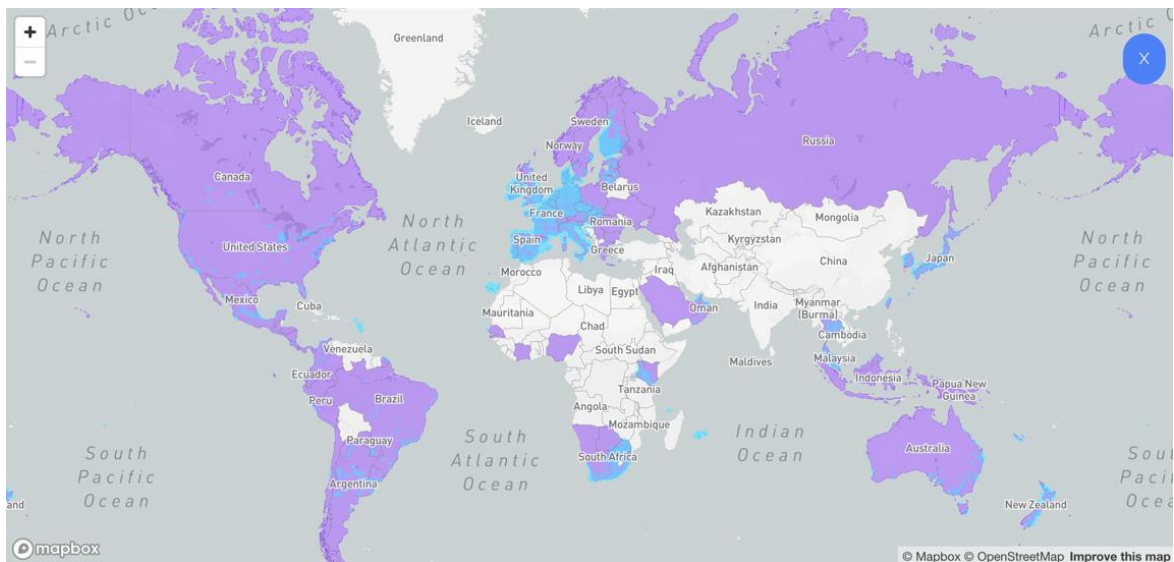 Arctic Oc
Arctic
+
−
X
Greenland
Iceland
Sweden
Norway
Russia
Canada
United
Kingdom
Belarus
France
Romania
Kazakhstan
Mongolia
North
Pacific
Ocean
United States
North
Atlantic
Ocean
Spain
Greece
Kyrgyzstan
China
Japan
North
Pacific
Ocean
Morocco
Iraq
Afghanistan
Mexico
Cuba
Libya
Egypt
Oman
India
Myanmar
(Burma)
Mauritania
Chad
Cambodia
Venezuela
South Sudan
Maldives
Malaysia
Ecuador
Tanzania
Indonesia
Papua New
Guinea
Peru
Brazil
Angola
Mozambique
South
Pacific
Ocean
Paraguay
South
Atlantic
Ocean
South Africa
Indian
Ocean
Australia
Sout
Pacif
Ocea
Argentina
and
New Zealand
mapbox
© Mapbox © OpenStreetMap Improve this map